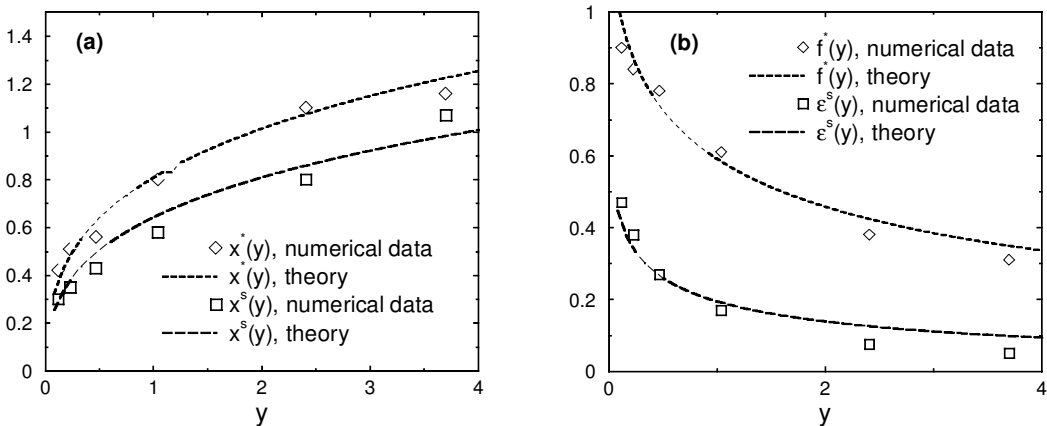 (a)
1.4
1.2
1
0.8
0.6
0.4
0.2
0
x*(y), numerical data
x*(y), theory
xˢ(y), numerical data
xˢ(y), theory
0 1 2 3 4
y
(b)
1
0.8
0.6
0.4
0.2
0
f*(y), numerical data
f*(y), theory
εˢ(y), numerical data
εˢ(y), theory
0 2 4
y